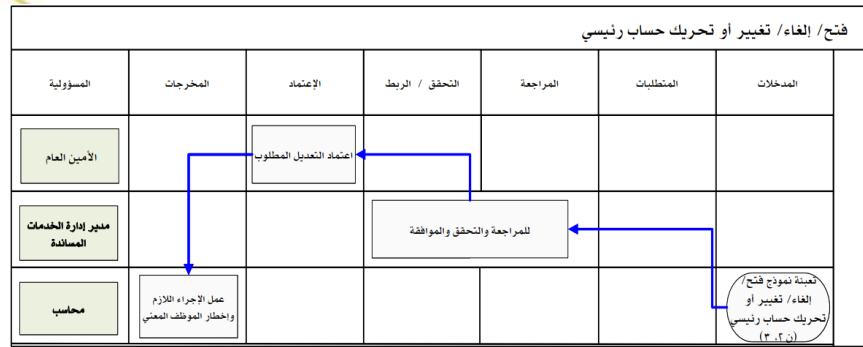 فتح/ إلغاء/ تغيير أو تحريك حساب رئيسي
المدخلات
المتطلبات
المراجعة
التحقق / الربط
الإعتماد
المخرجات
المسؤولية
اعتماد التعديل المطلوب
الأمين العام
للمراجعة والتحقق والموافقة
مدير إدارة الخدمات
المساندة
تعبئة نموذج فتح/
إلغاء/ تغيير أو
تحريك حساب رئيسي
(ن ٢، ٣)
عمل الإجراء اللازم
وإخطار الموظف المعني
محاسب